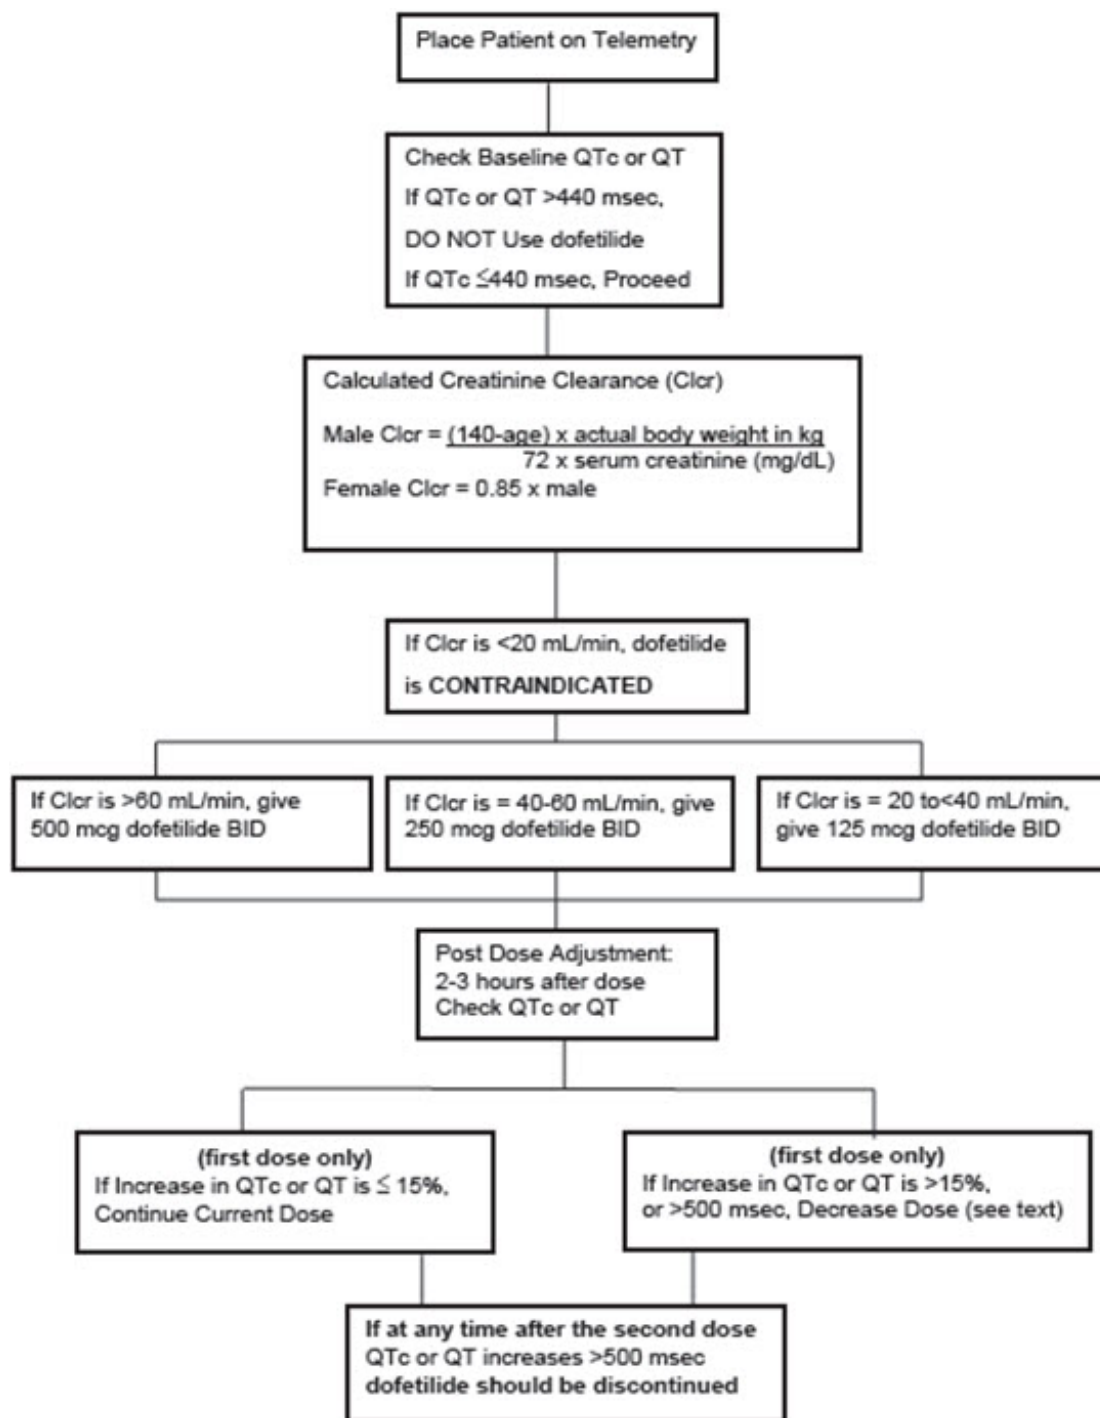 Place Patient on Telemetry
Check Baseline QTc or QT
If QTc or QT >440 msec,
DO NOT Use dofetilide
If QTc ≤440 msec, Proceed
Calculated Creatinine Clearance (Clcr)
Male Clcr = (140-age) x actual body weight in kg
72 x serum creatinine (mg/dL)
Female Clcr = 0.85 x male
If Clcr is <20 mL/min, dofetilide
is CONTRAINDICATED
If Clcr is >60 mL/min, give
500 mcg dofetilide BID
If Clcr is = 40-60 mL/min, give
250 mcg dofetilide BID
If Clcr is = 20 to<40 mL/min,
give 125 mcg dofetilide BID
Post Dose Adjustment:
2-3 hours after dose
Check QTc or QT
(first dose only)
If Increase in QTc or QT is ≤ 15%,
Continue Current Dose
(first dose only)
If Increase in QTc or QT is >15%,
or >500 msec, Decrease Dose (see text)
If at any time after the second dose
QTc or QT increases >500 msec
dofetilide should be discontinued